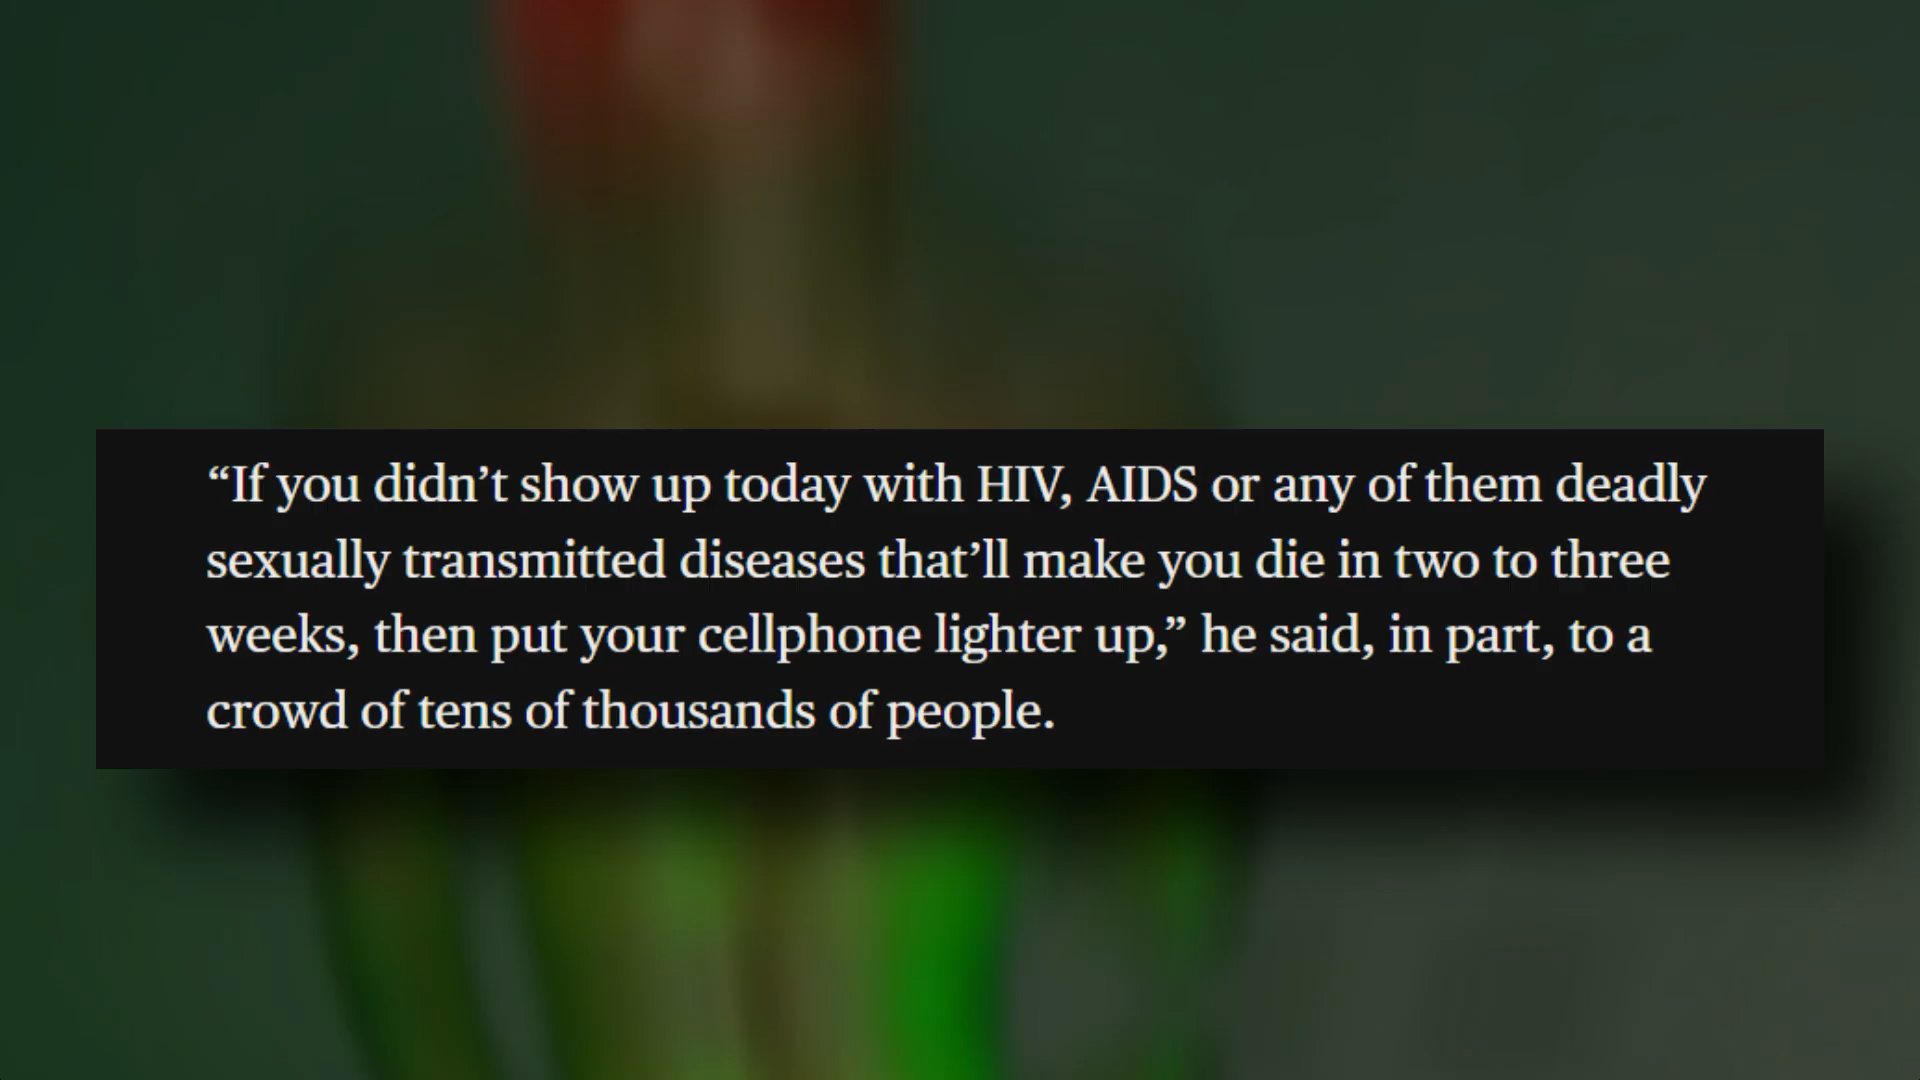 “If you didn’t show up today with HIV, AIDS or any of them deadly
sexually transmitted diseases that’ll make you die in two to three
weeks, then put your cellphone lighter up,” he said, in part, to a
crowd of tens of thousands of people.